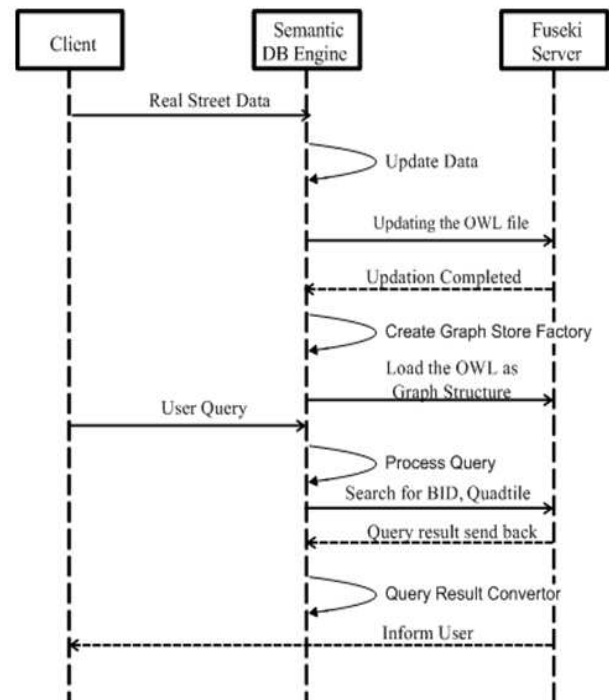 Client
Semantic
DB Engine
Fuseki
Server
Real Street Data
Update Data
Updating the OWL file
Updation Completed
Create Graph Store Factory
Load the OWL as
Graph Structure
User Query
Process Query
Search for BID, Quadtile
Query result send back
Query Result Convertor
Inform User